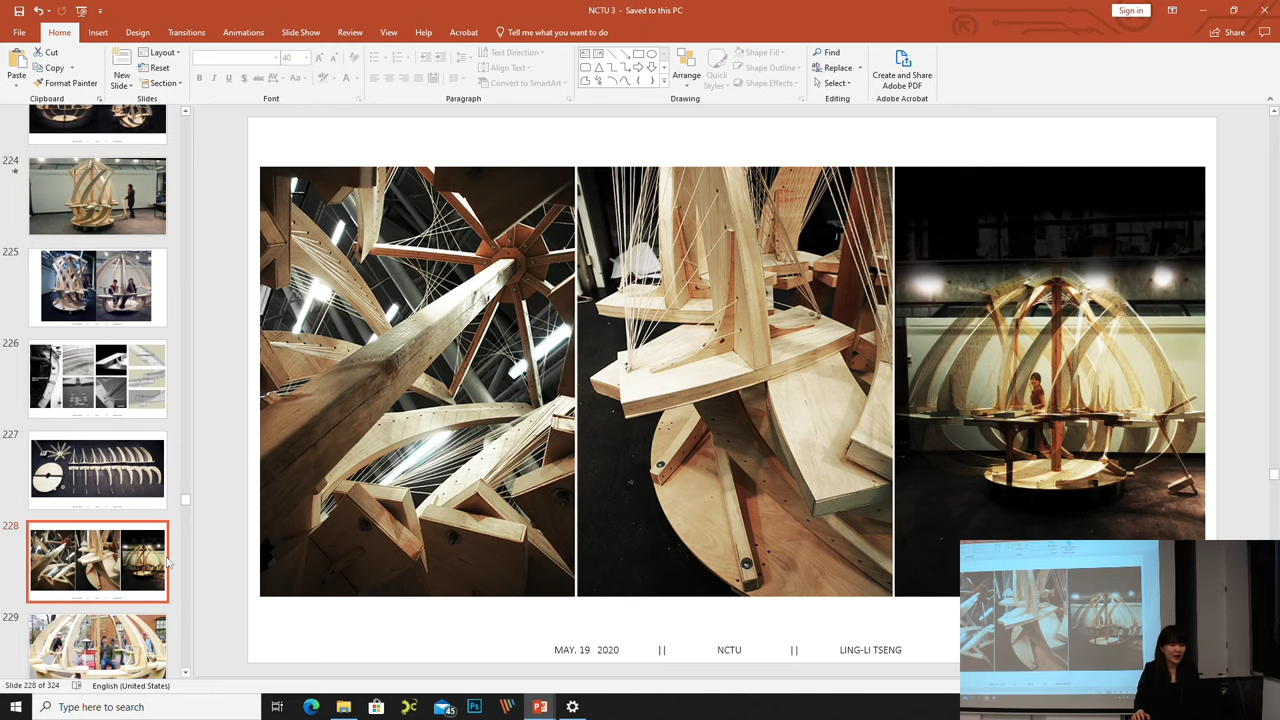 NCTU 3 - Saved to this PC
Sign in
File Home Insert Design Transitions Animations Slide Show Review View Help Acrobat Tell me what you want to do
Share
Paste
Cut
Copy
Format Painter
Clipboard
New Slide
Layout
Reset
Section
Slides
40
Font
Text Direction
Align Text
Convert to SmartArt
Paragraph
Arrange
Quick Styles
Shape Fill
Shape Outline
Shape Effects
Drawing
Find
Replace
Select
Editing
Create and Share Adobe PDF
Adobe Acrobat
224
225
226
227
228
229
MAY. 19 2020 || NCTU || LING-LI TSENG
Slide 228 of 324 English (United States)
Type here to search
45